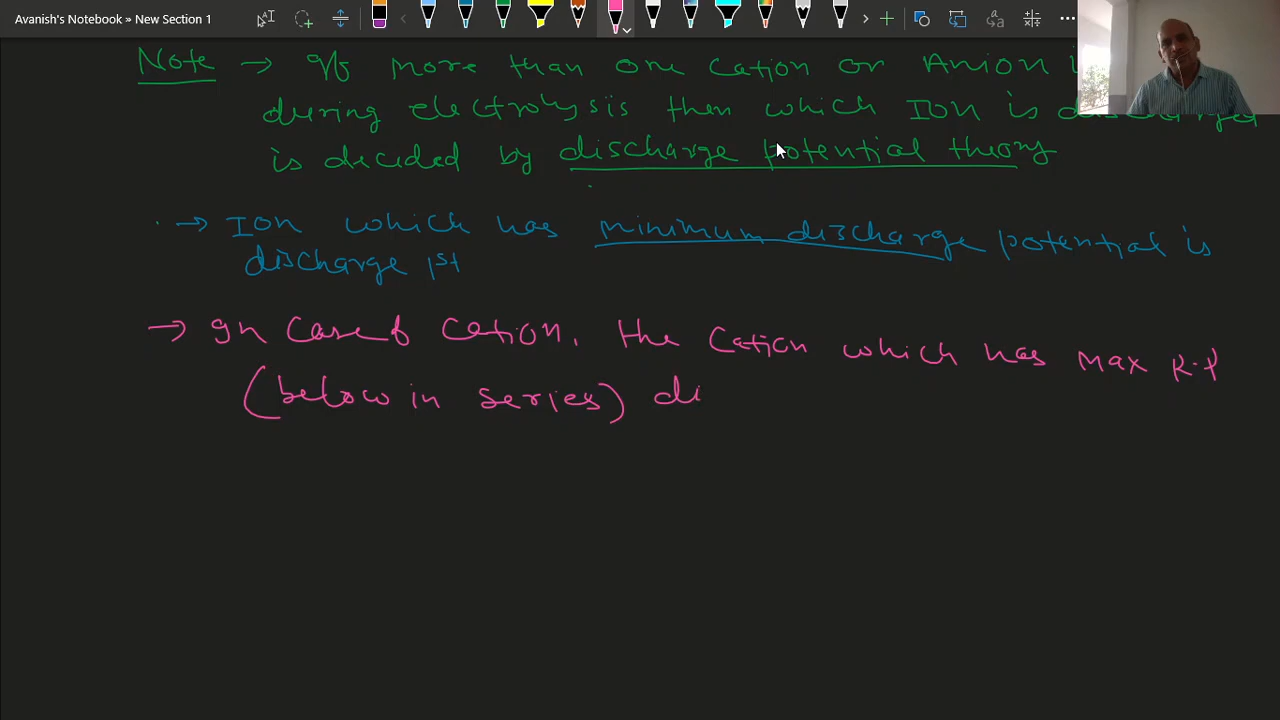 Avanish's Notebook » New Section 1
Note → If more than one cation or Anion i
during electrolysis then which Ion is discharged
is decided by discharge potential theory
→ Ion which has minimum discharge potential is
discharge 1st
→ In Case of Cation, the Cation which has Max R.P
(below in series) di